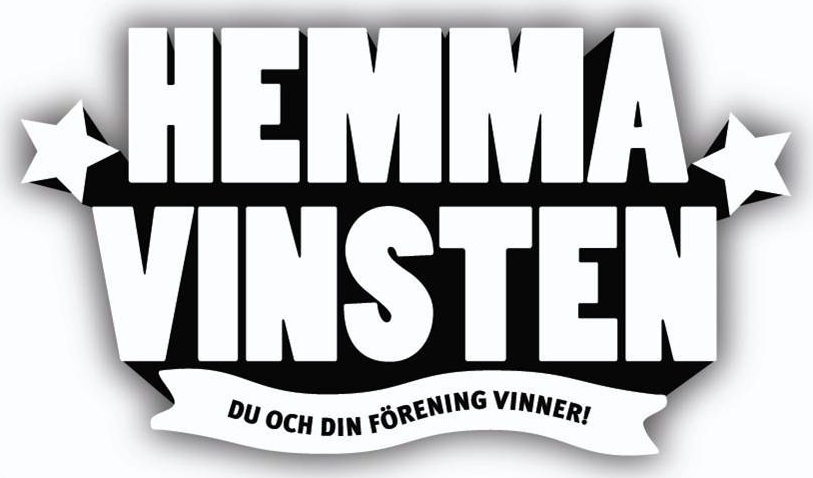 HEMMA
VINSTEN
DU OCH DIN FÖRENING VINNER!